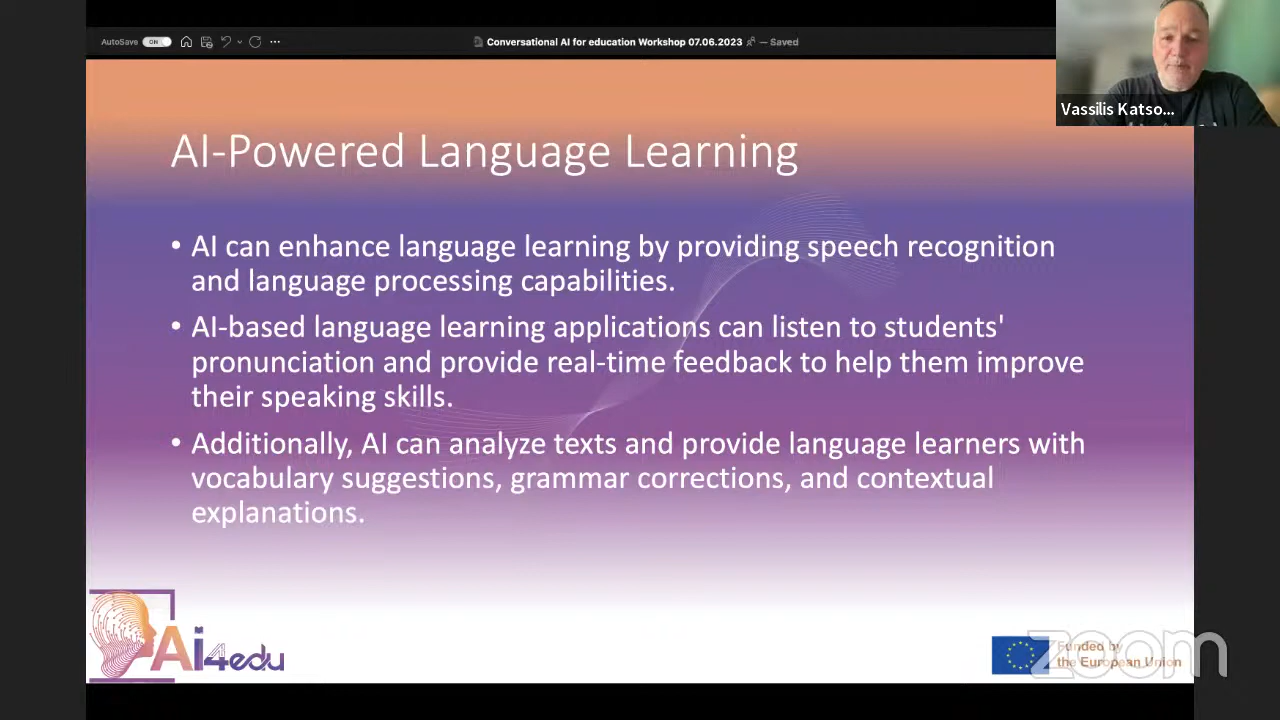 AutoSave ON ... Conversational AI for education Workshop 07.06.2023 — Saved
Vassilis Katso...
AI-Powered Language Learning
• AI can enhance language learning by providing speech recognition
and language processing capabilities.
• AI-based language learning applications can listen to students'
pronunciation and provide real-time feedback to help them improve
their speaking skills.
• Additionally, AI can analyze texts and provide language learners with
vocabulary suggestions, grammar corrections, and contextual
explanations.
Ai4edu
Funded by
the European Union
zoom